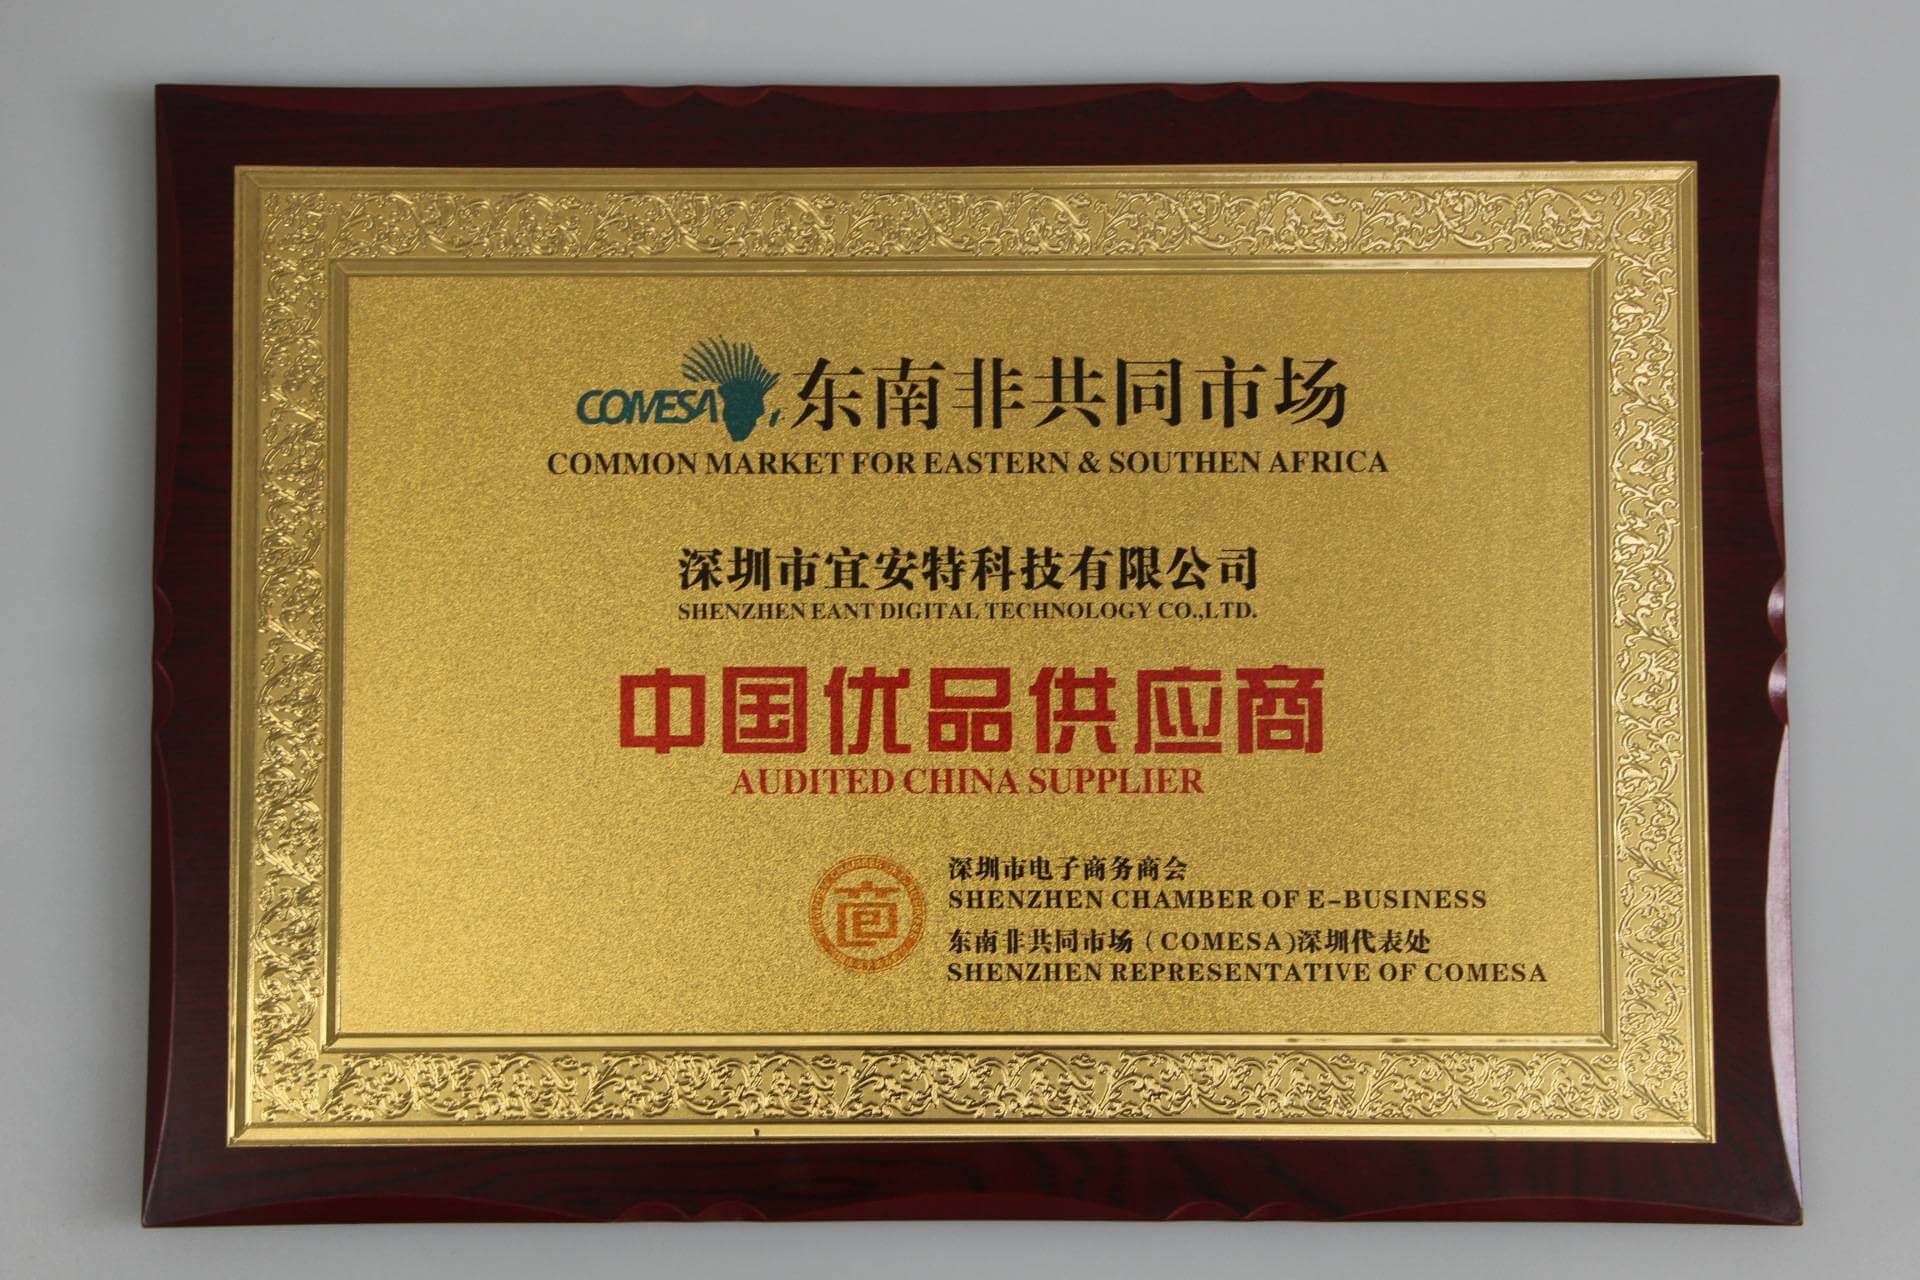 COMESA 东南非共同市场
COMMON MARKET FOR EASTERN & SOUTHEN AFRICA
深圳市宜安特科技有限公司
SHENZHEN EANT DIGITAL TECHNOLOGY CO.,LTD.
中国优品供应商
AUDITED CHINA SUPPLIER
深圳市电子商务商会
SHENZHEN CHAMBER OF E-BUSINESS
东南非共同市场（COMESA)深圳代表处
SHENZHEN REPRESENTATIVE OF COMESA